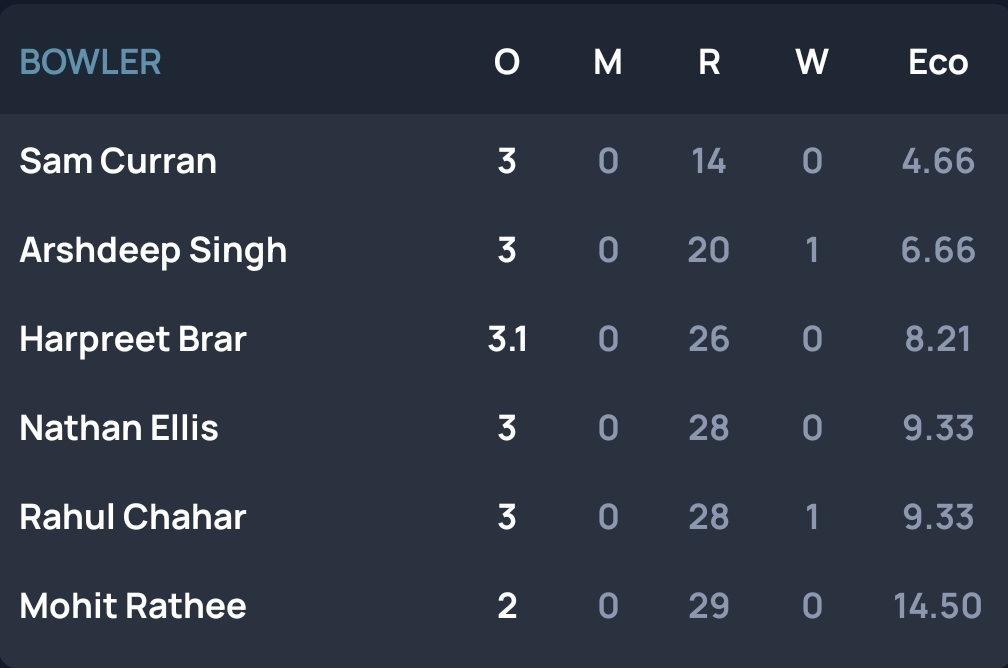 BOWLER O M R W Eco
Sam Curran 3 0 14 0 4.66
Arshdeep Singh 3 0 20 1 6.66
Harpreet Brar 3.1 0 26 0 8.21
Nathan Ellis 3 0 28 0 9.33
Rahul Chahar 3 0 28 1 9.33
Mohit Rathee 2 0 29 0 14.50